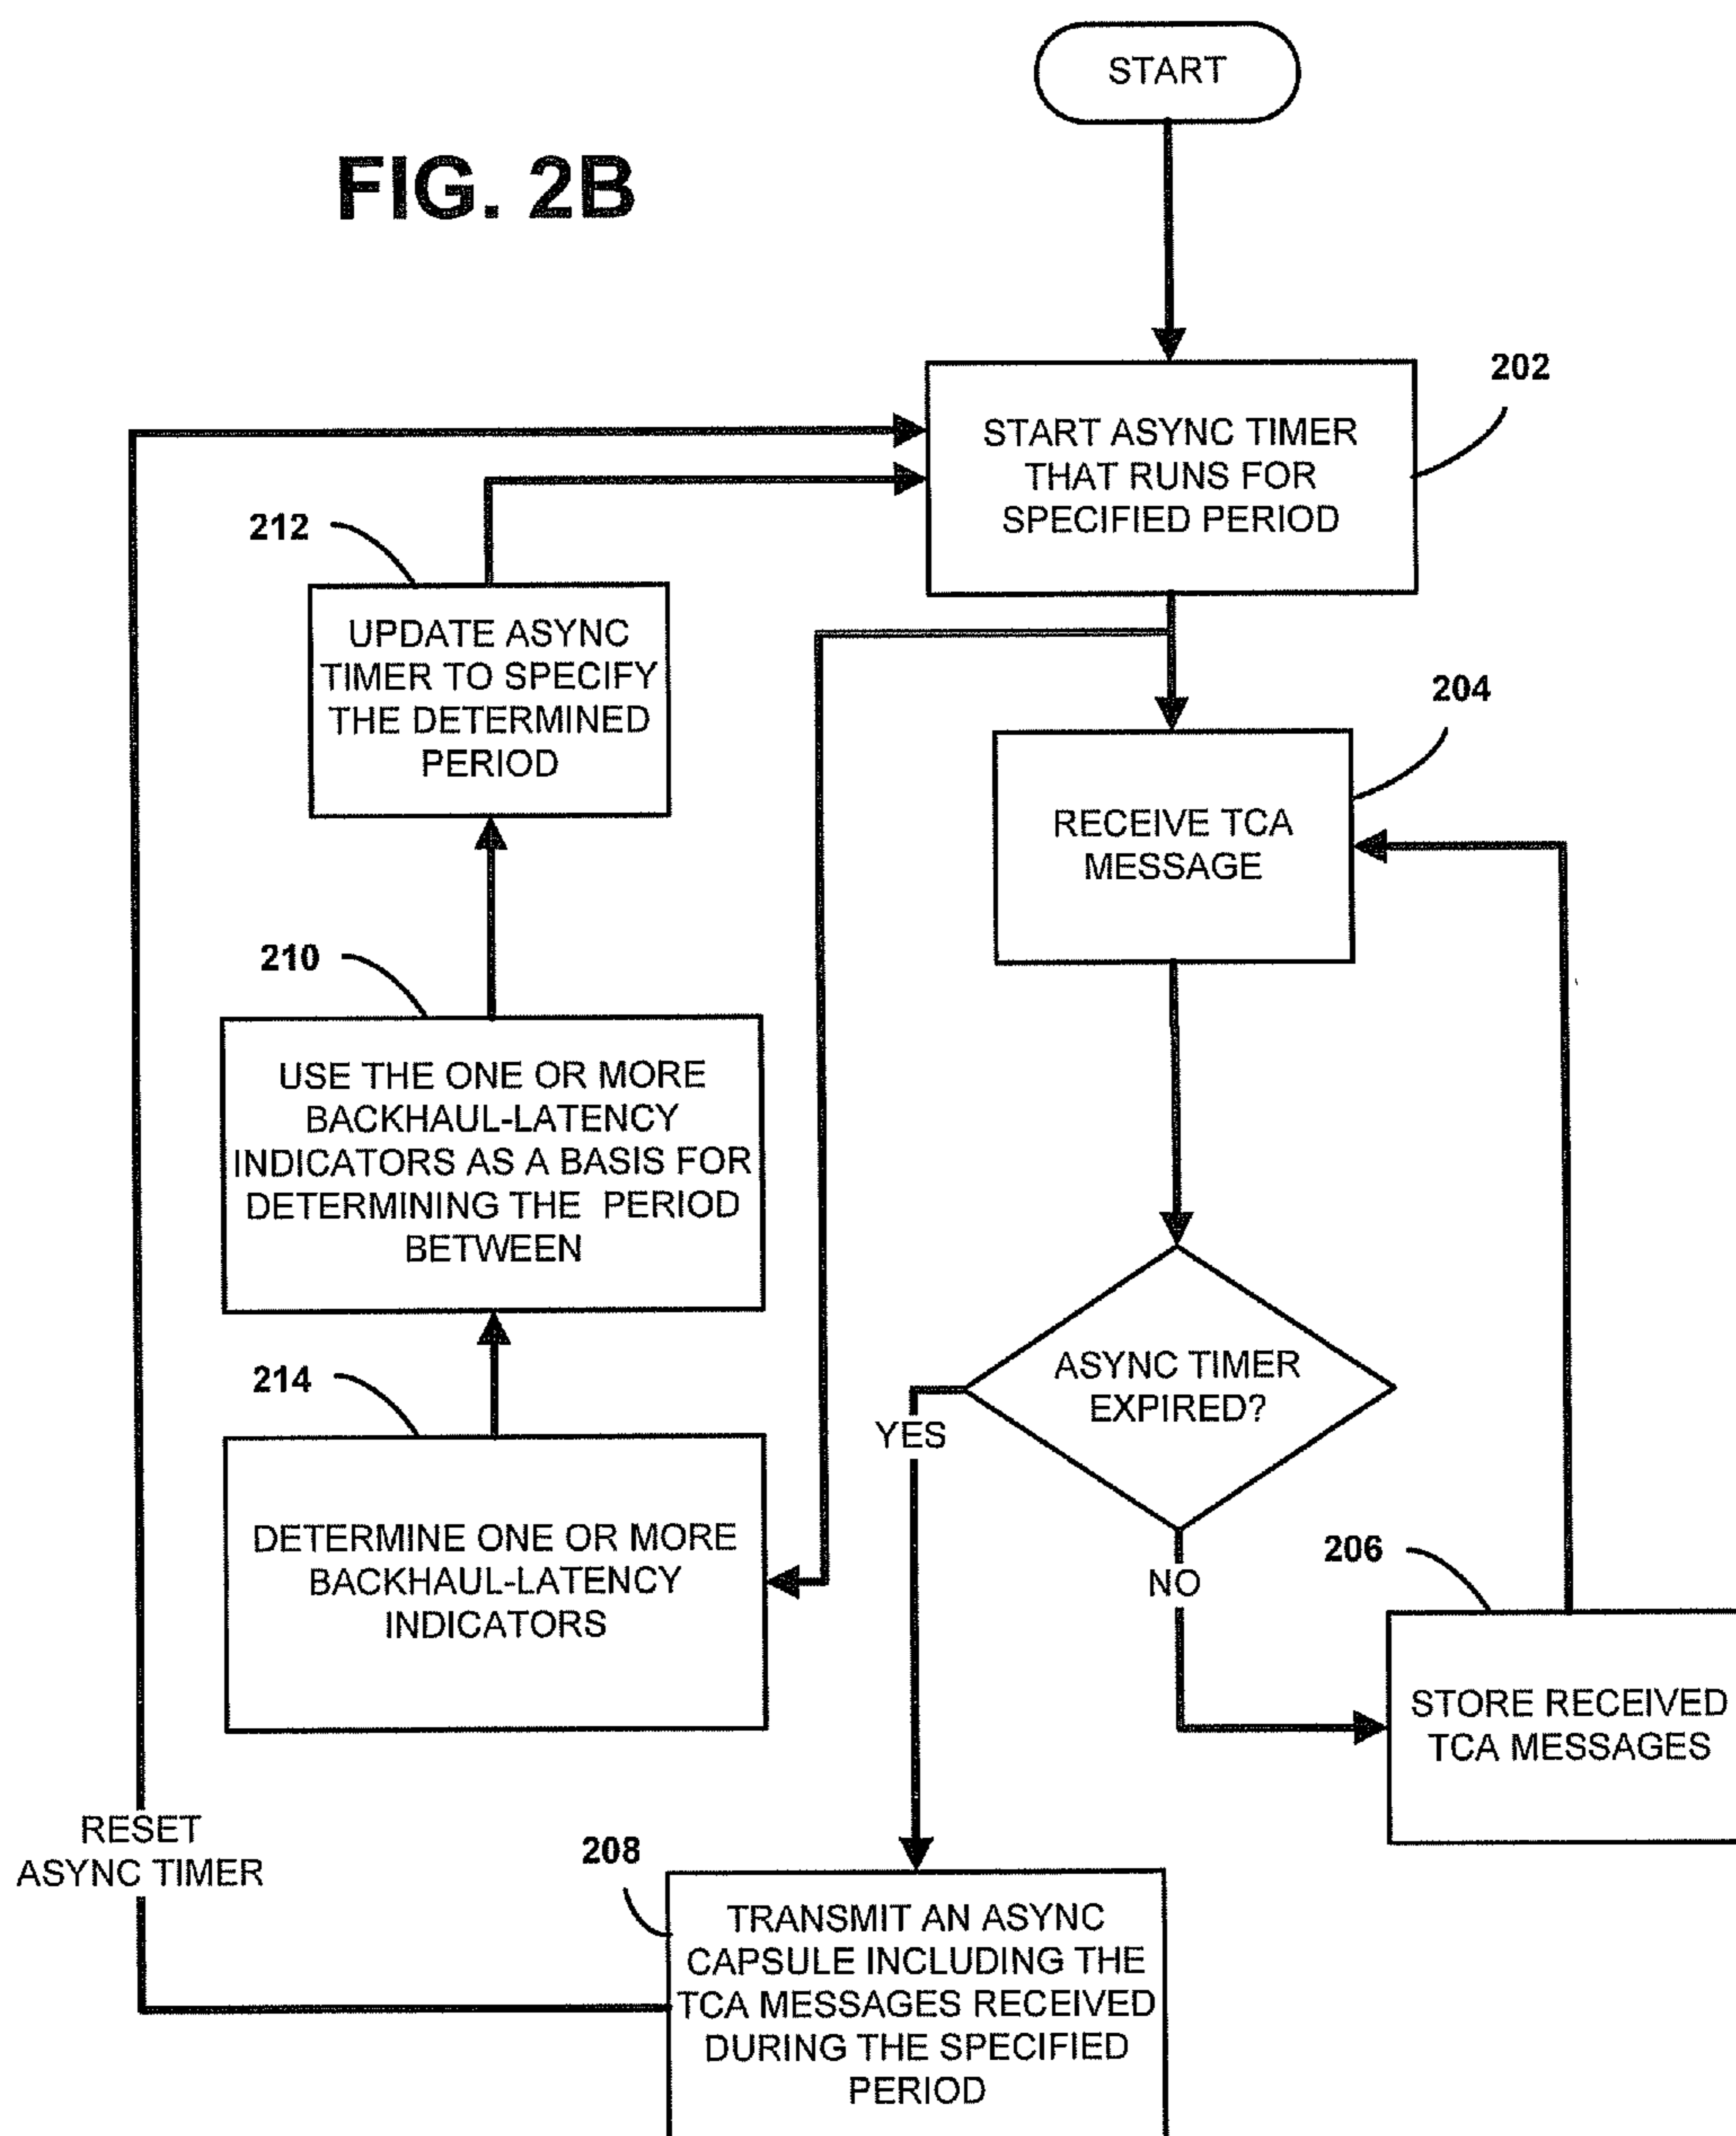 START
FIG. 2B
202
START ASYNC TIMER
THAT RUNS FOR
SPECIFIED PERIOD
212
UPDATE ASYNC
TIMER TO SPECIFY
THE DETERMINED
PERIOD
204
RECEIVE TCA
MESSAGE
210
USE THE ONE OR MORE
BACKHAUL-LATENCY
INDICATORS AS A BASIS FOR
DETERMINING THE PERIOD
BETWEEN
214
DETERMINE ONE OR MORE
BACKHAUL-LATENCY
INDICATORS
ASYNC TIMER
EXPIRED?
YES
NO
206
STORE RECEIVED
TCA MESSAGES
RESET
ASYNC TIMER
208
TRANSMIT AN ASYNC
CAPSULE INCLUDING THE
TCA MESSAGES RECEIVED
DURING THE SPECIFIED
PERIOD